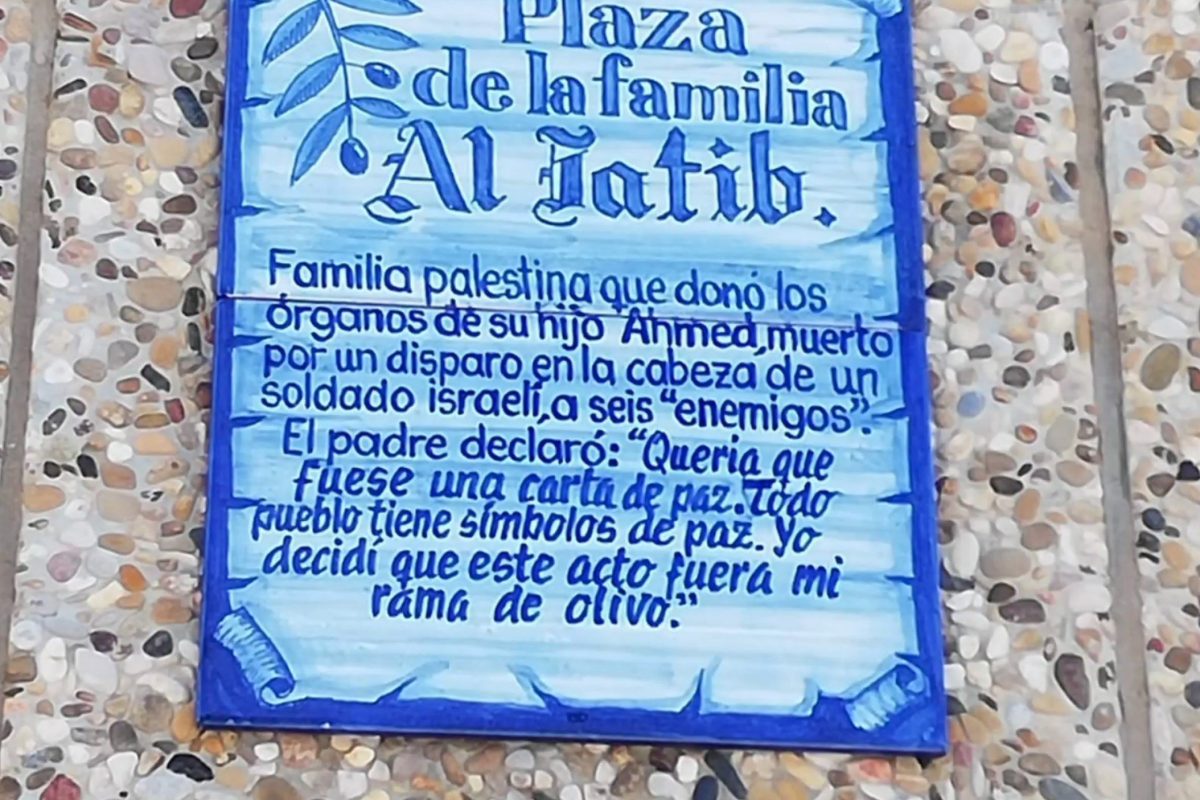 Plaza
de la familia
Al Jatib.
Familia palestina que donó los
órganos de su hijo Ahmed, muerto
por un disparo en la cabeza de un
soldado israelí, a seis "enemigos".
El padre declaró: "Queria que
fuese una carta de paz. Todo
pueblo tiene símbolos de paz. Yo
decidí que este acto fuera mi
rama de olivo."